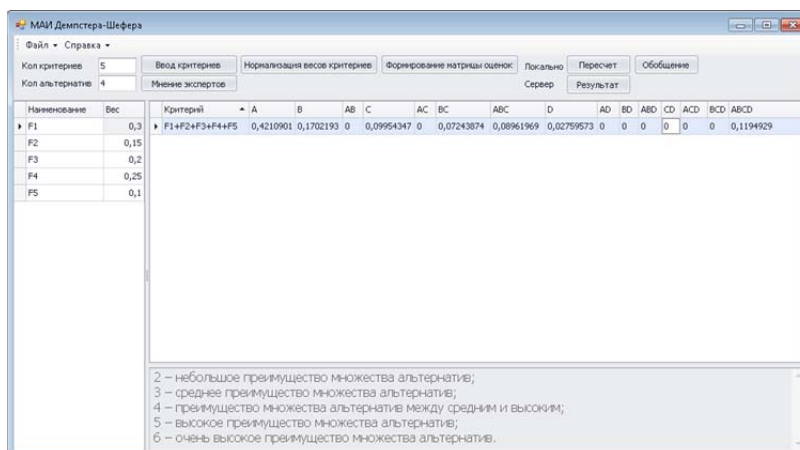 МАИ Демпстера-Шефера
Файл Справка
Кол критериев 5 Ввод критериев Нормализация весов критериев Формирование матрицы оценок Локально Пересчет Обобщение
Кол альтернатив 4 Мнение экспертов Сервер Результат
Наименование Вес Критерий A B AB C AC BC ABC D AD BD ABD CD ACD BCD ABCD
F1 0,3 F1+F2+F3+F4+F5 0,4210901 0,1702193 0 0,09954347 0 0,07243874 0,08961969 0,02759573 0 0 0 0 0 0 0,1194929
F2 0,15
F3 0,2
F4 0,25
F5 0,1
2 – небольшое преимущество множества альтернатив;
3 – среднее преимущество множества альтернатив;
4 – преимущество множества альтернатив между средним и высоким;
5 – высокое преимущество множества альтернатив;
6 – очень высокое преимущество множества альтернатив.